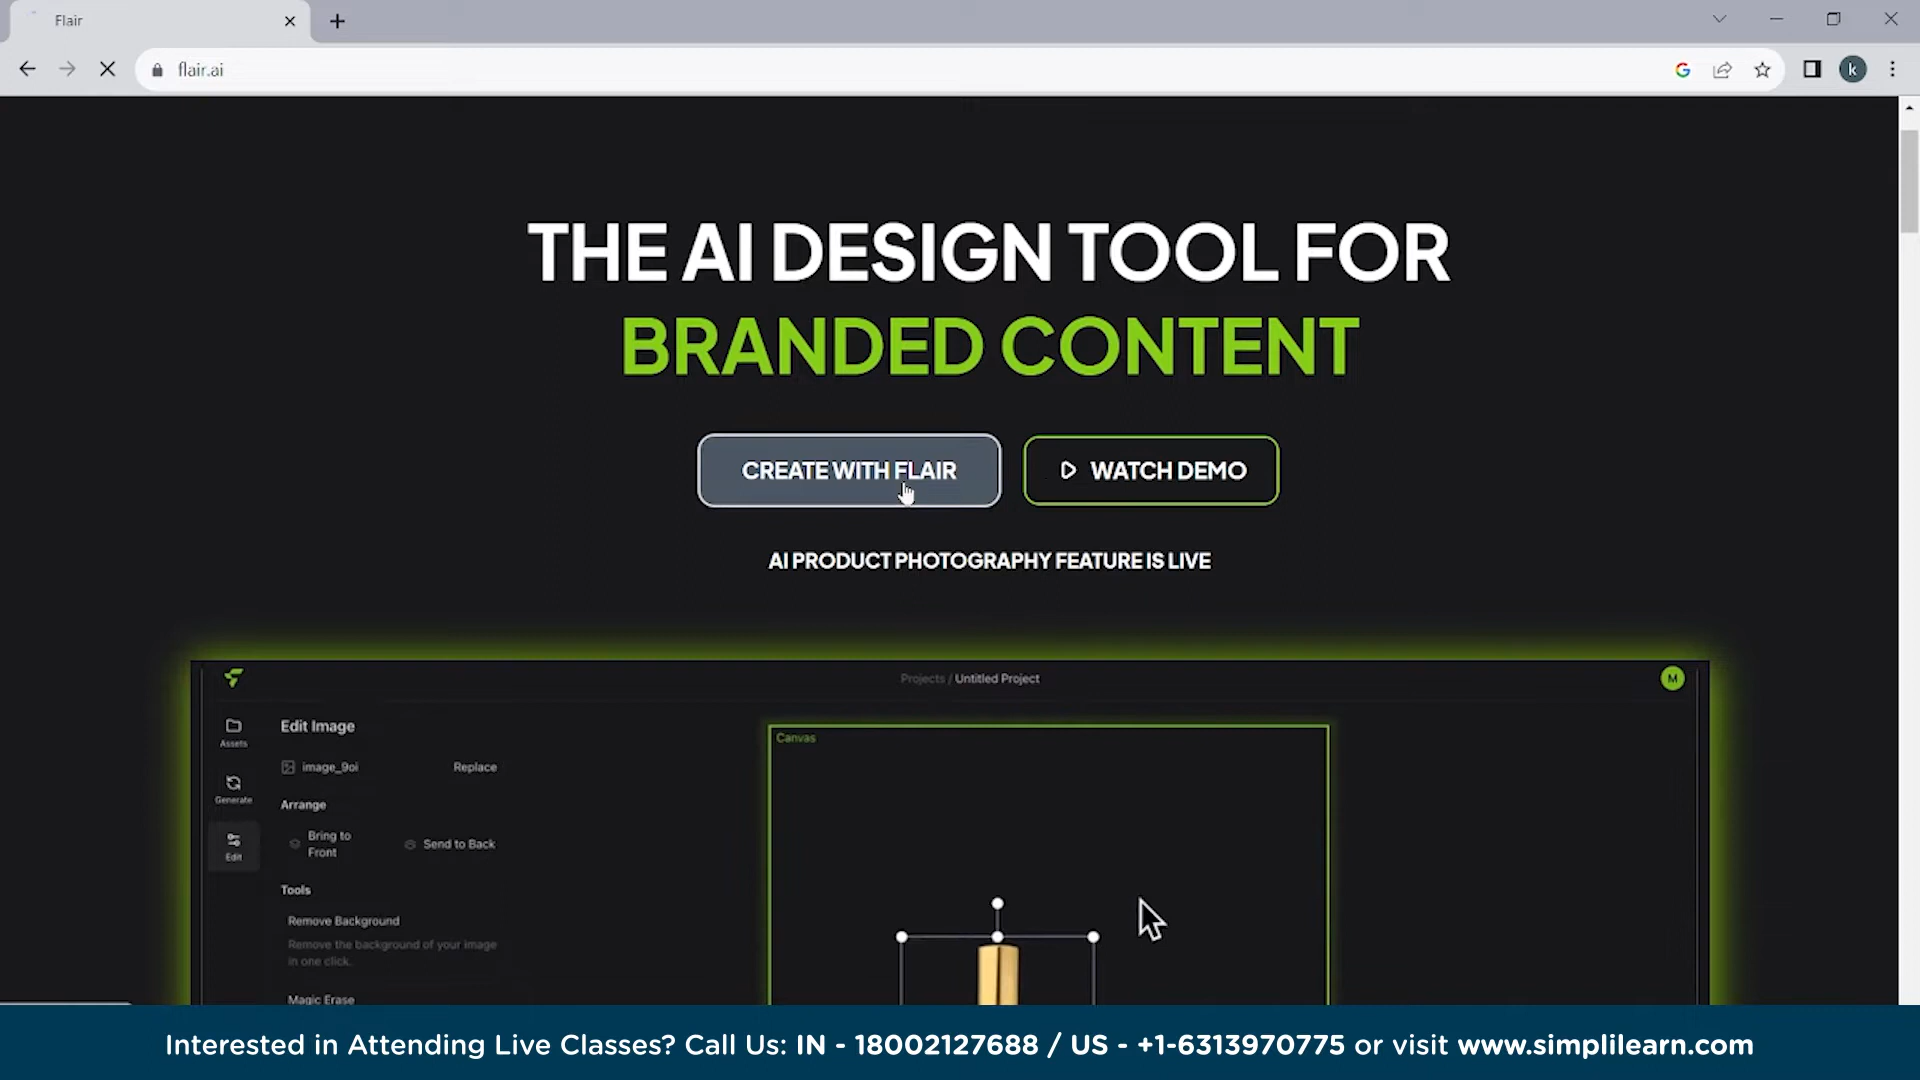 Flair
flair.ai
k
THE AI DESIGN TOOL FOR
BRANDED CONTENT
CREATE WITH FLAIR
WATCH DEMO
AI PRODUCT PHOTOGRAPHY FEATURE IS LIVE
Projects / Untitled Project
M
Assets
Edit Image
Canvas
image_9oi
Replace
Generate
Arrange
Bring to
Front
Send to Back
Edit
Tools
Remove Background
Remove the background of your image
in one click.
Magic Erase
Interested in Attending Live Classes? Call Us: IN - 18002127688 / US - +1-6313970775 or visit www.simplilearn.com